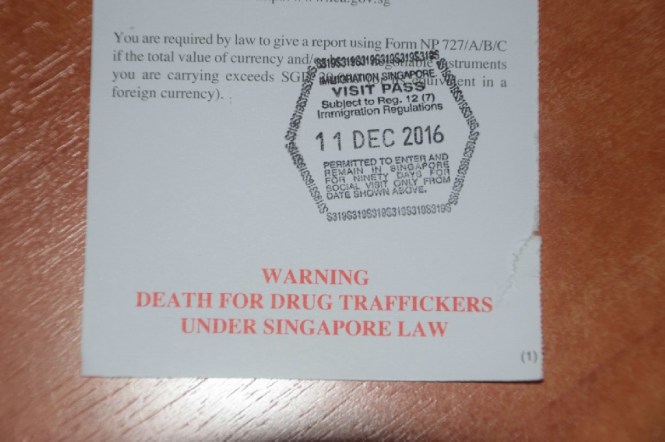 You are required by law to give a report using Form NP 727/A/B/C
if the total value of currency and/ instruments
you are carrying exceeds SGD equivalent in a
foreign currency).
IMMIGRATION SINGAPORE
VISIT PASS
Subject to Reg. 12 (7)
Immigration Regulations
11 DEC 2016
PERMITTED TO ENTER AND
REMAIN IN SINGAPORE
FOR NINETY DAYS FOR
SOCIAL VISIT ONLY FROM
DATE SHOWN ABOVE.
WARNING
DEATH FOR DRUG TRAFFICKERS
UNDER SINGAPORE LAW
(1)